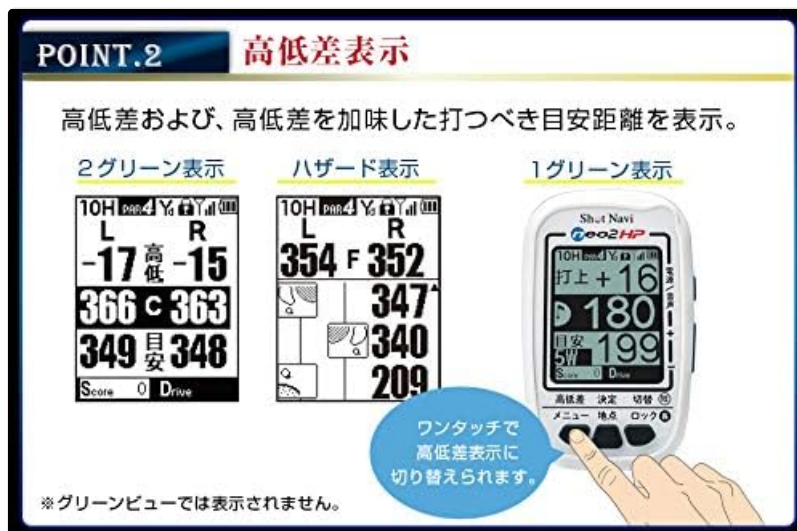 POINT.2 高低差表示
高低差および、高低差を加味した打つべき目安距離を表示。
2グリーン表示
10H PAR4 Yd
L R
-17 高低 -15
366 C 363
349 目安 348
Score 0 Drive
ハザード表示
10H PAR4 Yd
L R
354 F 352
347
340
209
1グリーン表示
Shot Navi
neo2HP
10H PAR4 Yd
打上 +16
180
目安
5W 199
Score 0 Drive
高低差 決定 切替
メニュー 地点 ロック
ワンタッチで
高低差表示に
切り替えられます。
※グリーンビューでは表示されません。